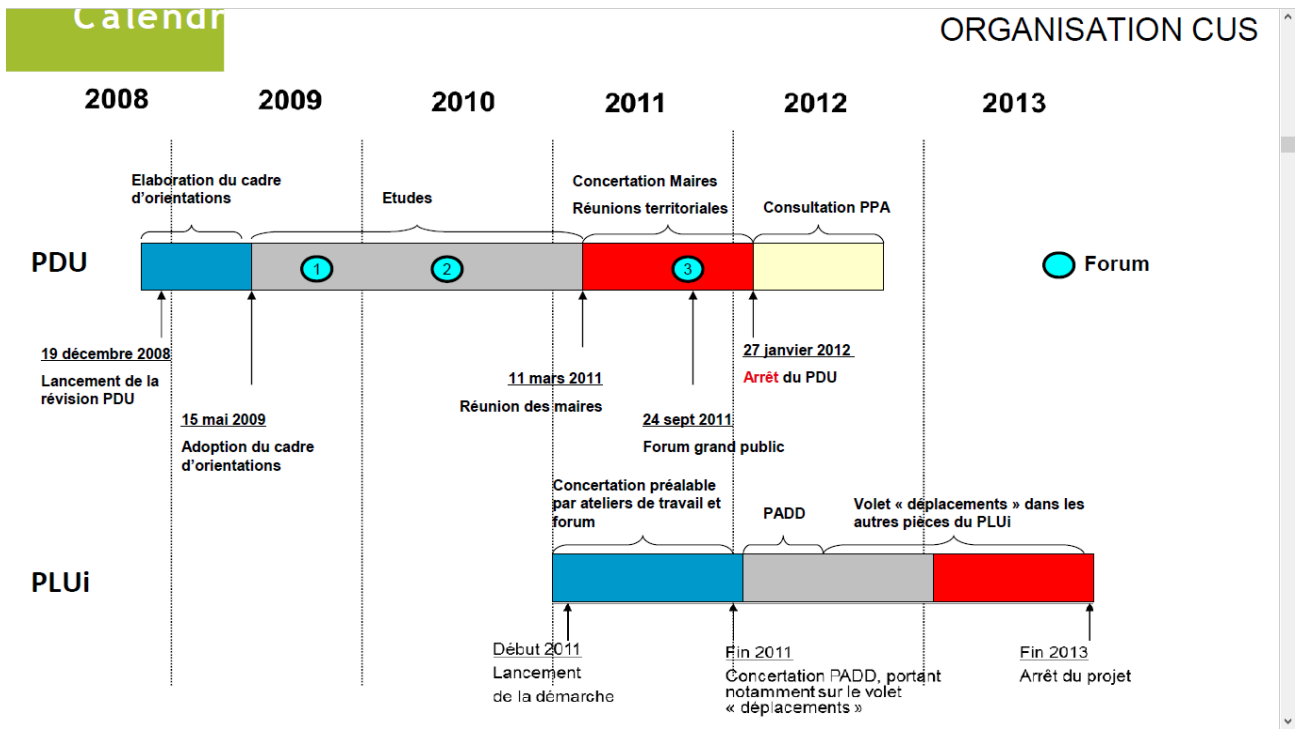 Calendr
ORGANISATION CUS
2008
2009
2010
2011
2012
2013
Elaboration du cadre
d'orientations
Etudes
Concertation Maires
Réunions territoriales
Consultation PPA
PDU
1
2
3
Forum
19 décembre 2008
Lancement de la
révision PDU
15 mai 2009
Adoption du cadre
d'orientations
11 mars 2011
Réunion des maires
24 sept 2011
Forum grand public
27 janvier 2012
Arrêt du PDU
Concertation préalable
par ateliers de travail et
forum
PADD
Volet « déplacements » dans les
autres pièces du PLUi
PLUi
Début 2011
Lancement
de la démarche
Fin 2011
Concertation PADD, portant
notamment sur le volet
« déplacements »
Fin 2013
Arrêt du projet